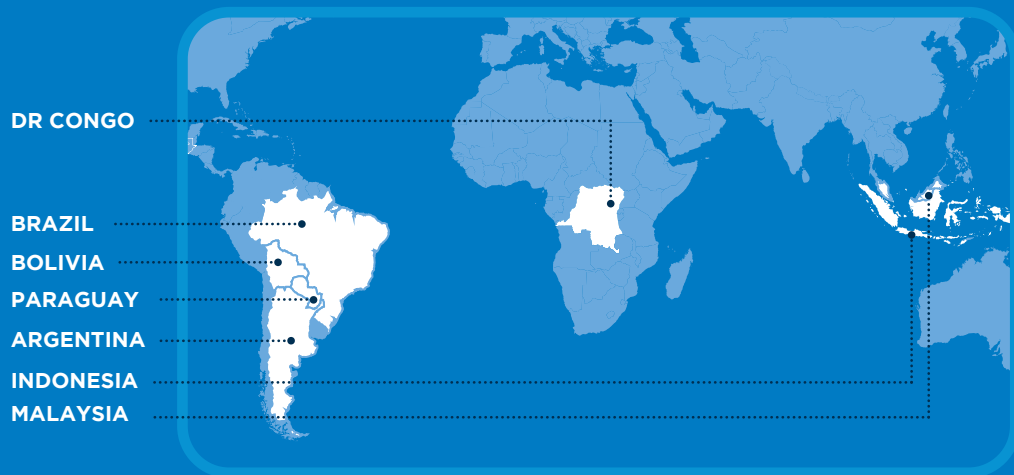 DR CONGO
BRAZIL
BOLIVIA
PARAGUAY
ARGENTINA
INDONESIA
MALAYSIA